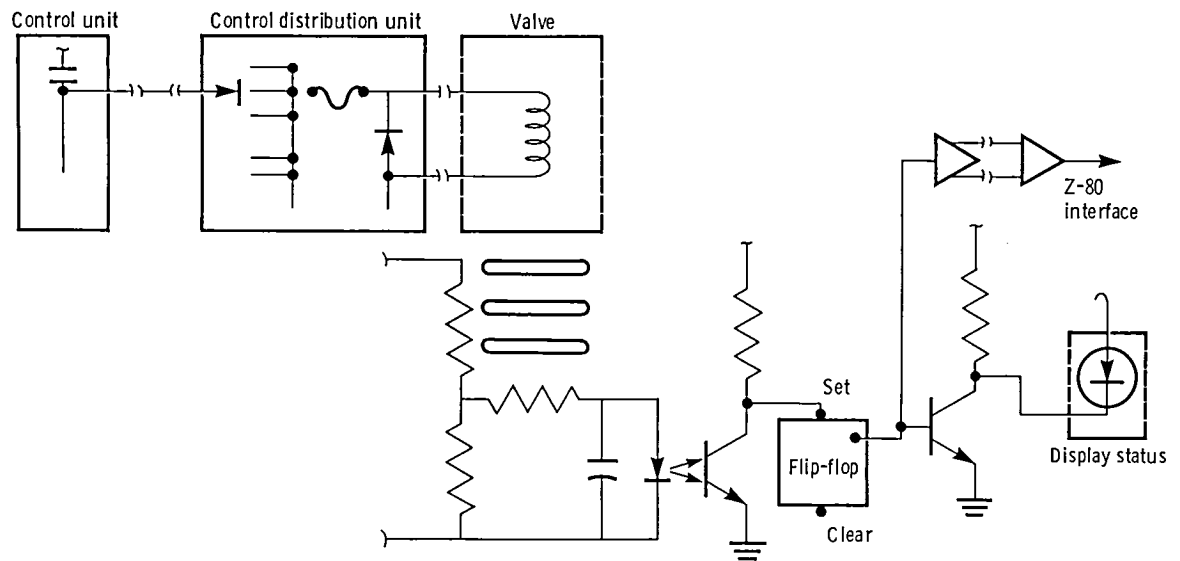 Control unit
Control distribution unit
Valve
Z-80
interface
Set
Flip-flop
Display status
Clear